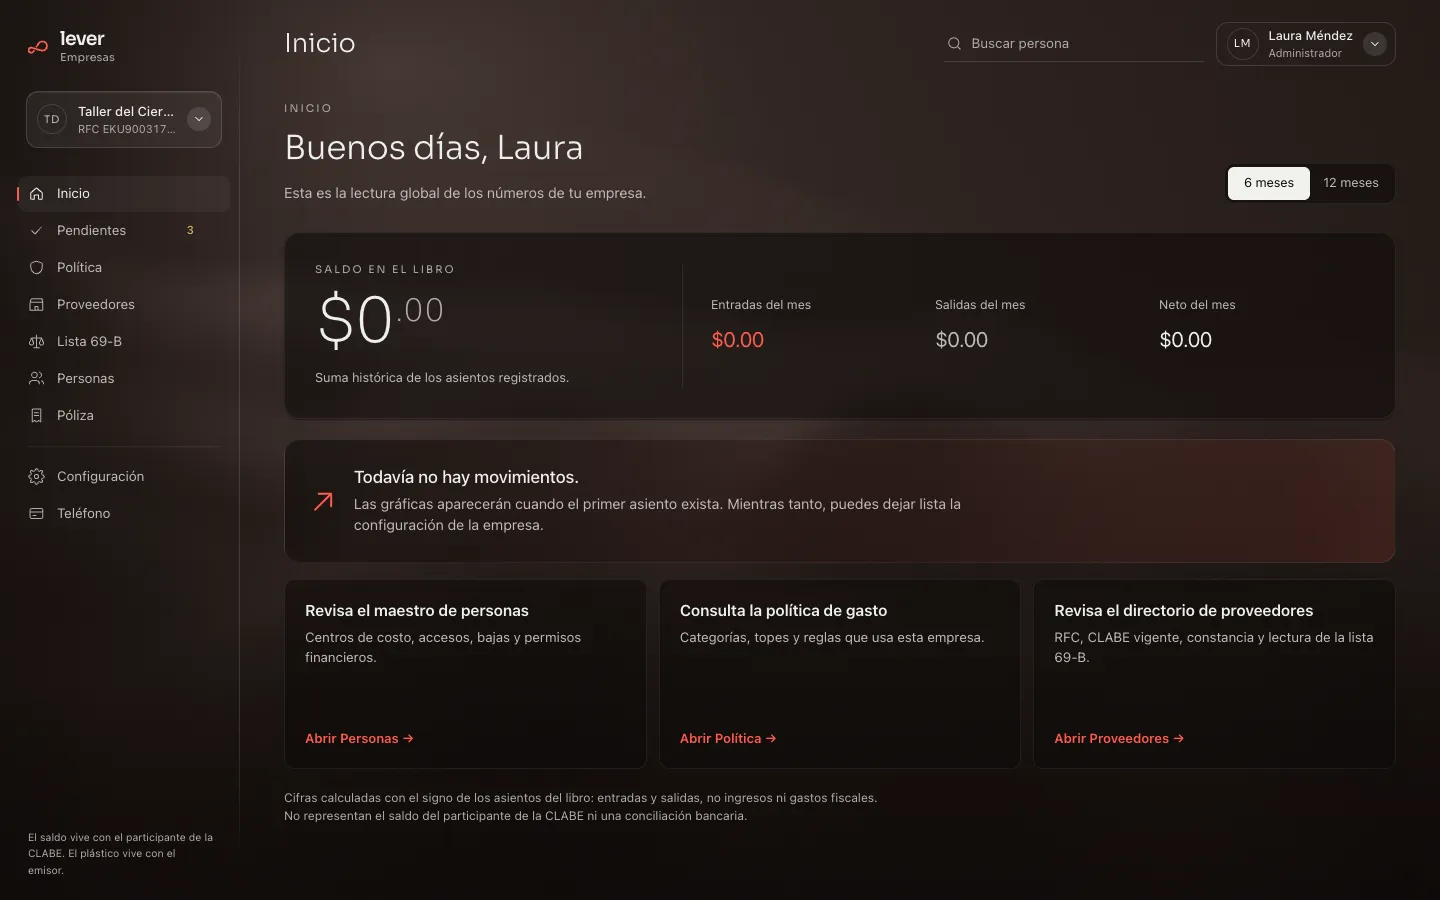 lever
Empresas
TD
Taller del Cier...
RFC EKU900317...
Inicio
Pendientes 3
Política
Proveedores
Lista 69-B
Personas
Póliza
Configuración
Teléfono
El saldo vive con el participante de la
CLABE. El plástico vive con el
emisor.
Inicio
Buscar persona
LM
Laura Méndez
Administrador
INICIO
Buenos días, Laura
Esta es la lectura global de los números de tu empresa.
6 meses 12 meses
SALDO EN EL LIBRO
$0.00
Suma histórica de los asientos registrados.
Entradas del mes
$0.00
Salidas del mes
$0.00
Neto del mes
$0.00
Todavía no hay movimientos.
Las gráficas aparecerán cuando el primer asiento exista. Mientras tanto, puedes dejar lista la
configuración de la empresa.
Revisa el maestro de personas
Centros de costo, accesos, bajas y permisos
financieros.
Abrir Personas →
Consulta la política de gasto
Categorías, topes y reglas que usa esta empresa.
Abrir Política →
Revisa el directorio de proveedores
RFC, CLABE vigente, constancia y lectura de la lista
69-B.
Abrir Proveedores →
Cifras calculadas con el signo de los asientos del libro: entradas y salidas, no ingresos ni gastos fiscales.
No representan el saldo del participante de la CLABE ni una conciliación bancaria.